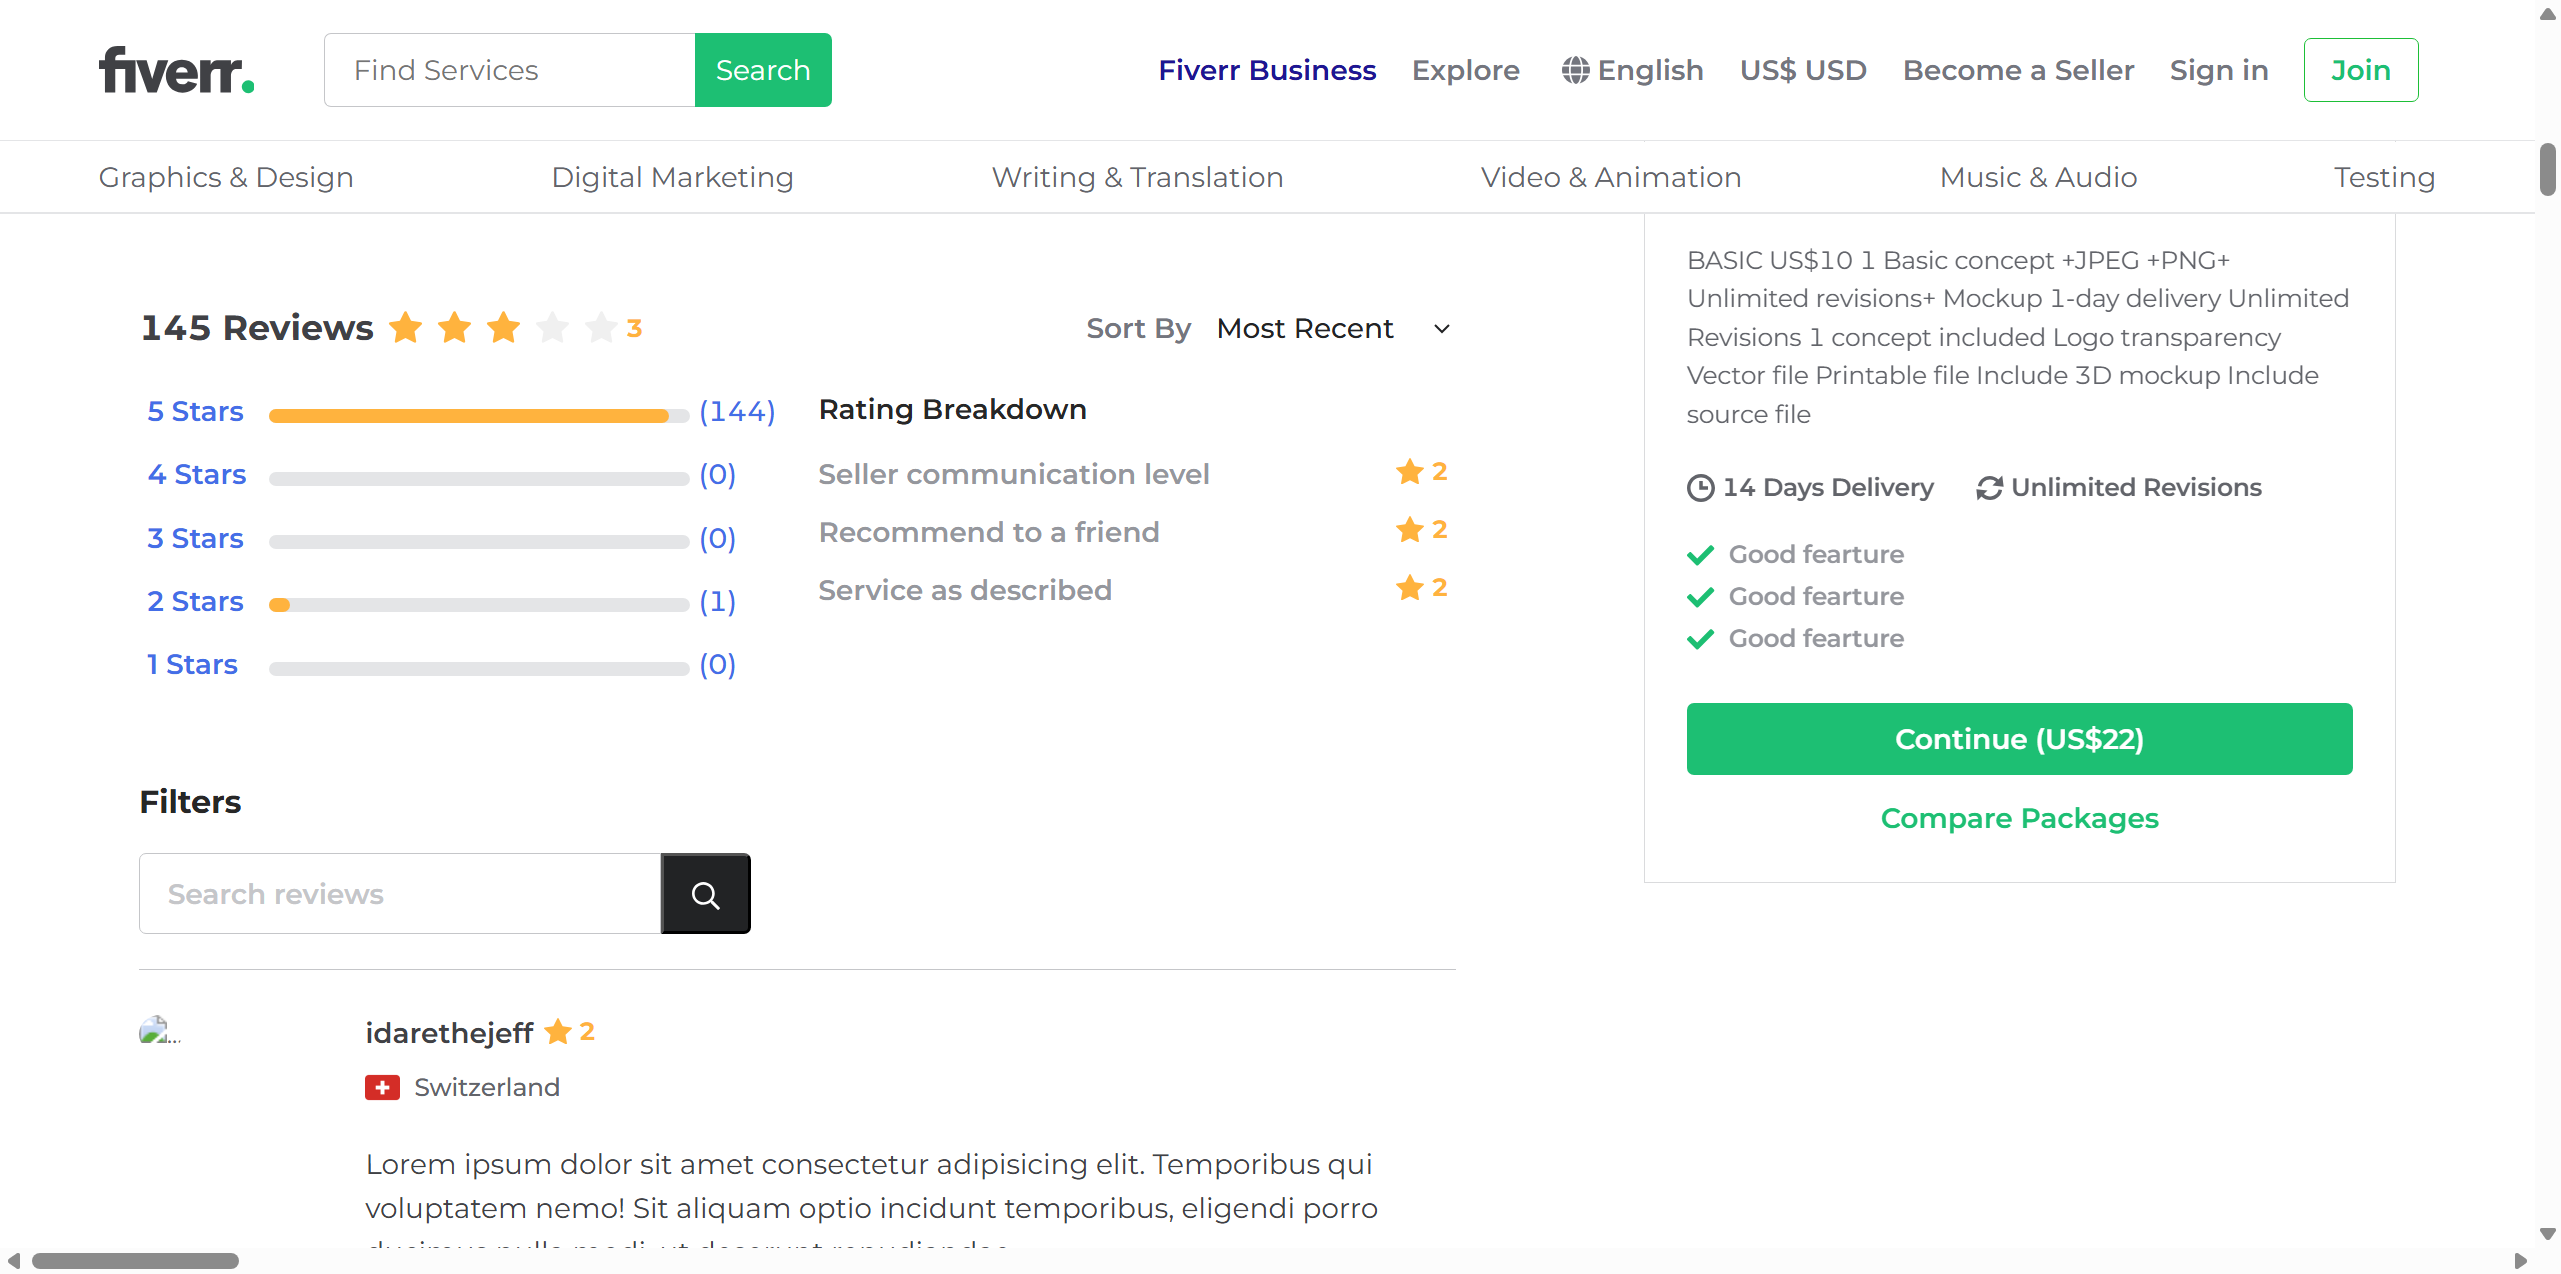 fiverr.
Find Services
Search
Fiverr Business
Explore
English
US$ USD
Become a Seller
Sign in
Join
Graphics & Design
Digital Marketing
Writing & Translation
Video & Animation
Music & Audio
Testing
145 Reviews
3
Sort By
Most Recent
5 Stars
(144)
4 Stars
(0)
3 Stars
(0)
2 Stars
(1)
1 Stars
(0)
Rating Breakdown
Seller communication level
2
Recommend to a friend
2
Service as described
2
Filters
Search reviews
...
idarethejeff
2
Switzerland
Lorem ipsum dolor sit amet consectetur adipisicing elit. Temporibus qui
voluptatem nemo! Sit aliquam optio incidunt temporibus, eligendi porro
BASIC US$10 1 Basic concept +JPEG +PNG+
Unlimited revisions+ Mockup 1-day delivery Unlimited
Revisions 1 concept included Logo transparency
Vector file Printable file Include 3D mockup Include
source file
14 Days Delivery
Unlimited Revisions
Good fearture
Good fearture
Good fearture
Continue (US$22)
Compare Packages